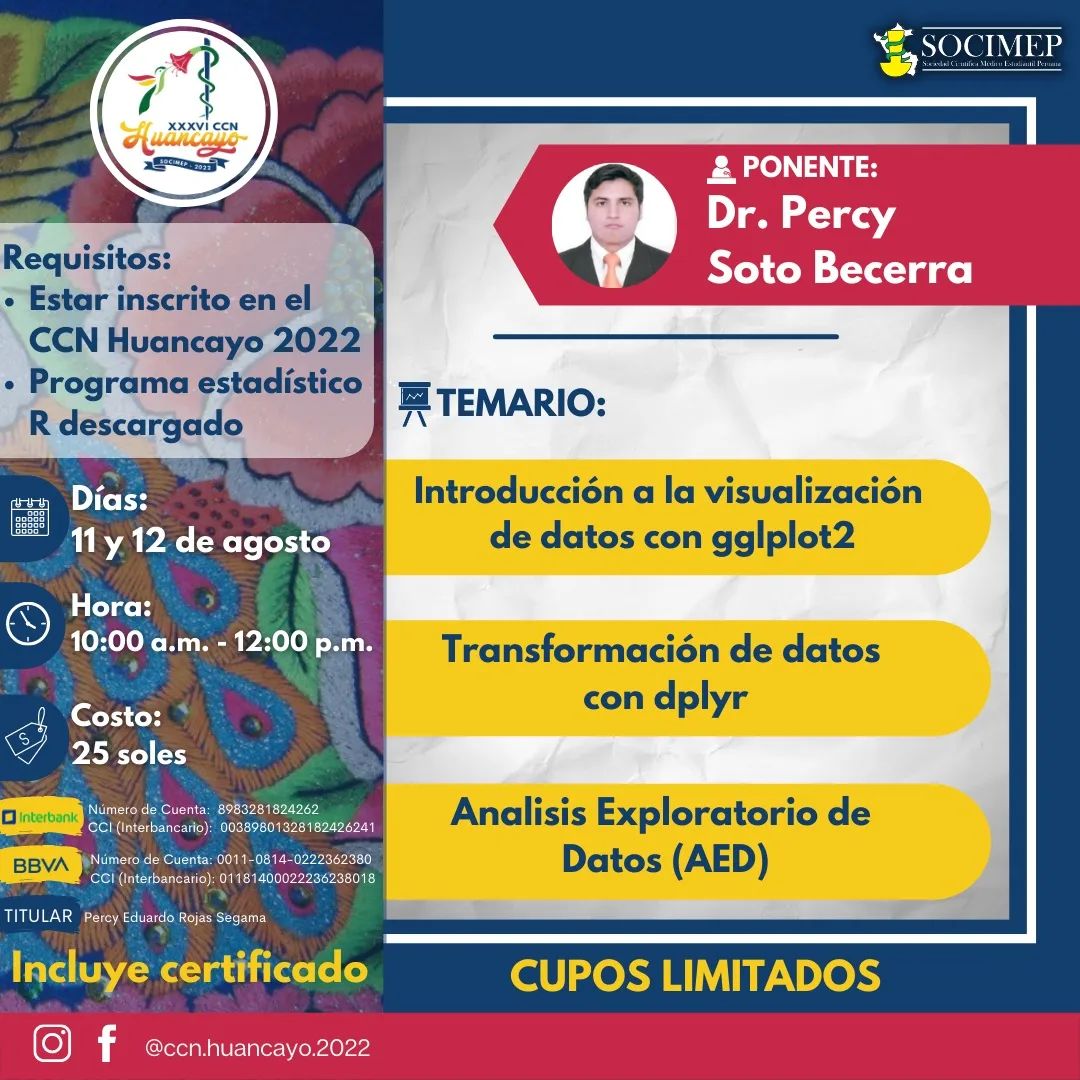 XXXVI CCN
Huancayo
SOCIMEP - 2022
SOCIMEP
Sociedad Científica Médico Estudiantil Peruana
Requisitos:
• Estar inscrito en el
CCN Huancayo 2022
• Programa estadístico
R descargado
Días:
11 y 12 de agosto
Hora:
10:00 a.m. - 12:00 p.m.
Costo:
S
25 soles
Interbank
Número de Cuenta: 8983281824262
CCI (Interbancario): 00389801328182426241
BBVA
Número de Cuenta: 0011-0814-0222362380
CCI (Interbancario): 01181400022236238018
TITULAR
Percy Eduardo Rojas Segama
Incluye certificado
PONENTE:
Dr. Percy
Soto Becerra
TEMARIO:
Introducción a la visualización
de datos con gglplot2
Transformación de datos
con dplyr
Analisis Exploratorio de
Datos (AED)
CUPOS LIMITADOS
@ccn.huancayo.2022